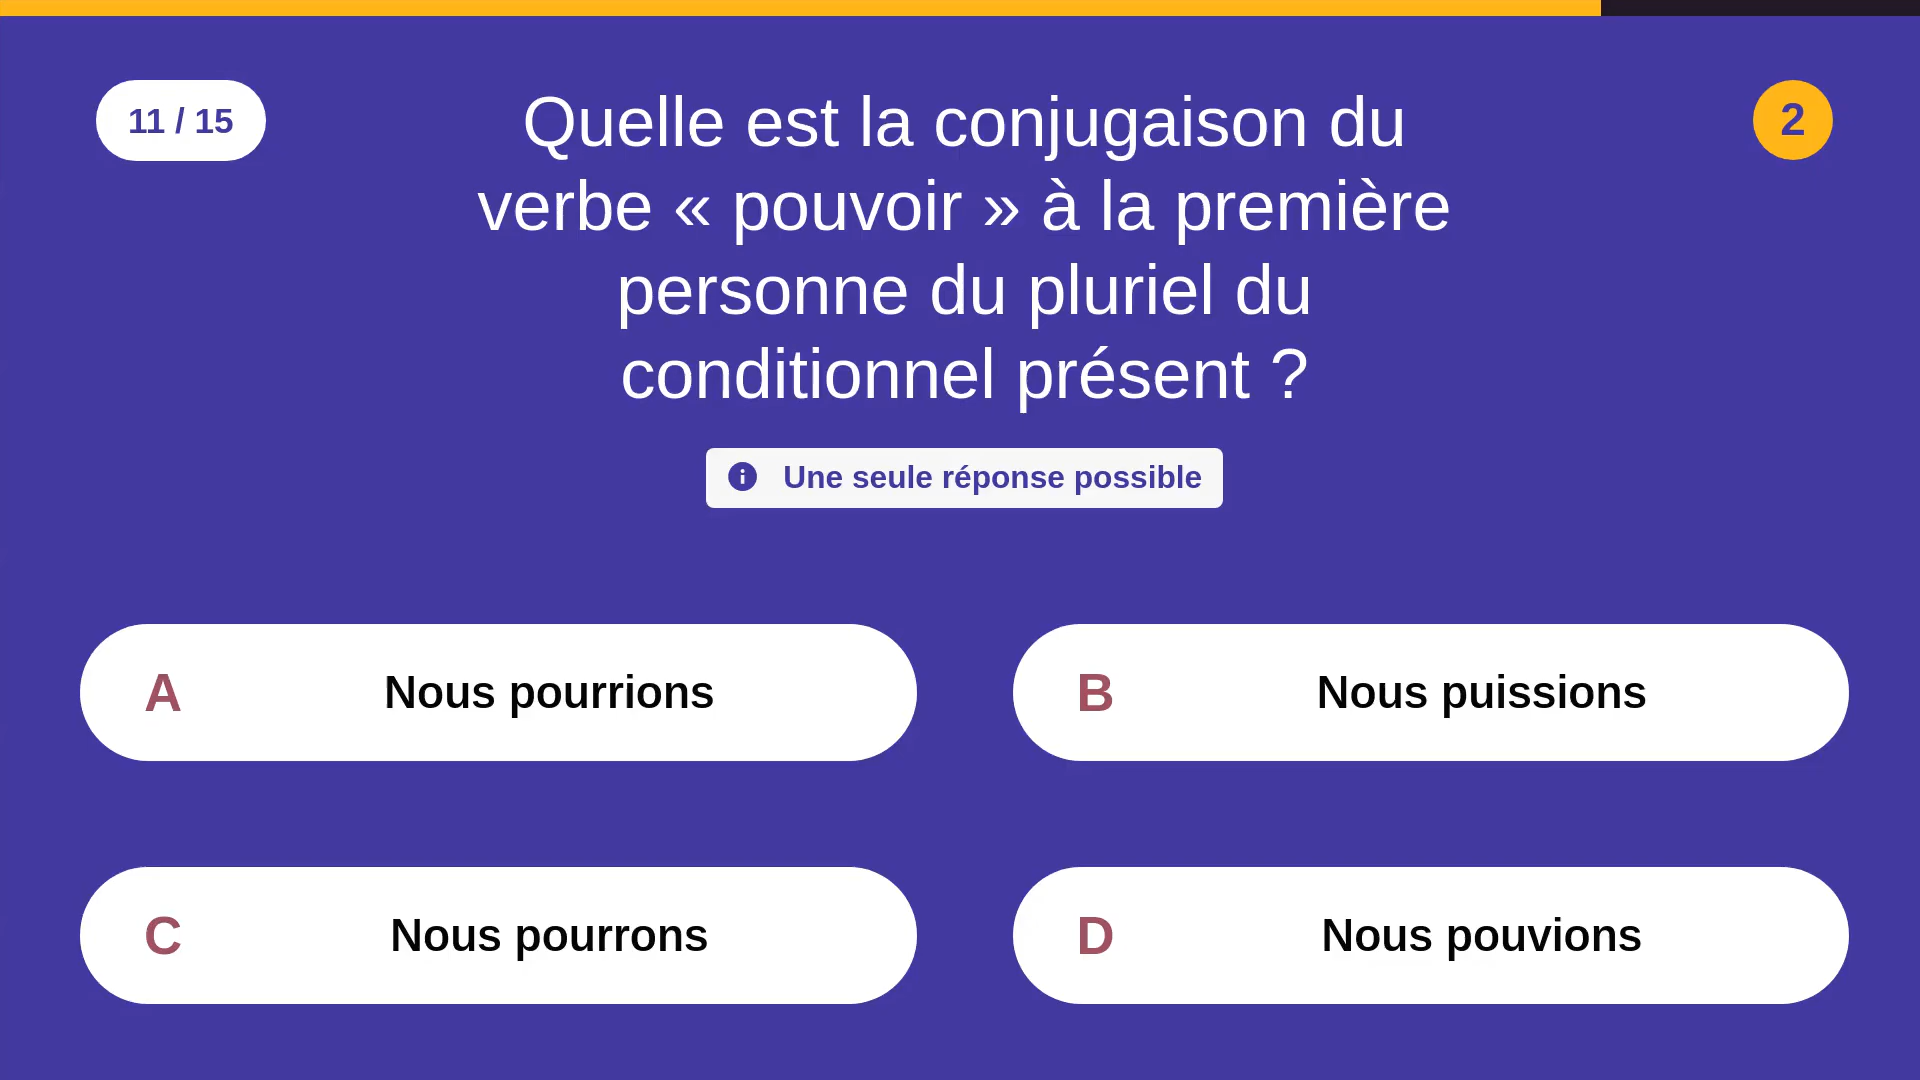 11 / 15
Quelle est la conjugaison du
verbe « pouvoir » à la première
personne du pluriel du
conditionnel présent ?
2
Une seule réponse possible
A Nous pourrions
B Nous puissions
C Nous pourrons
D Nous pouvions